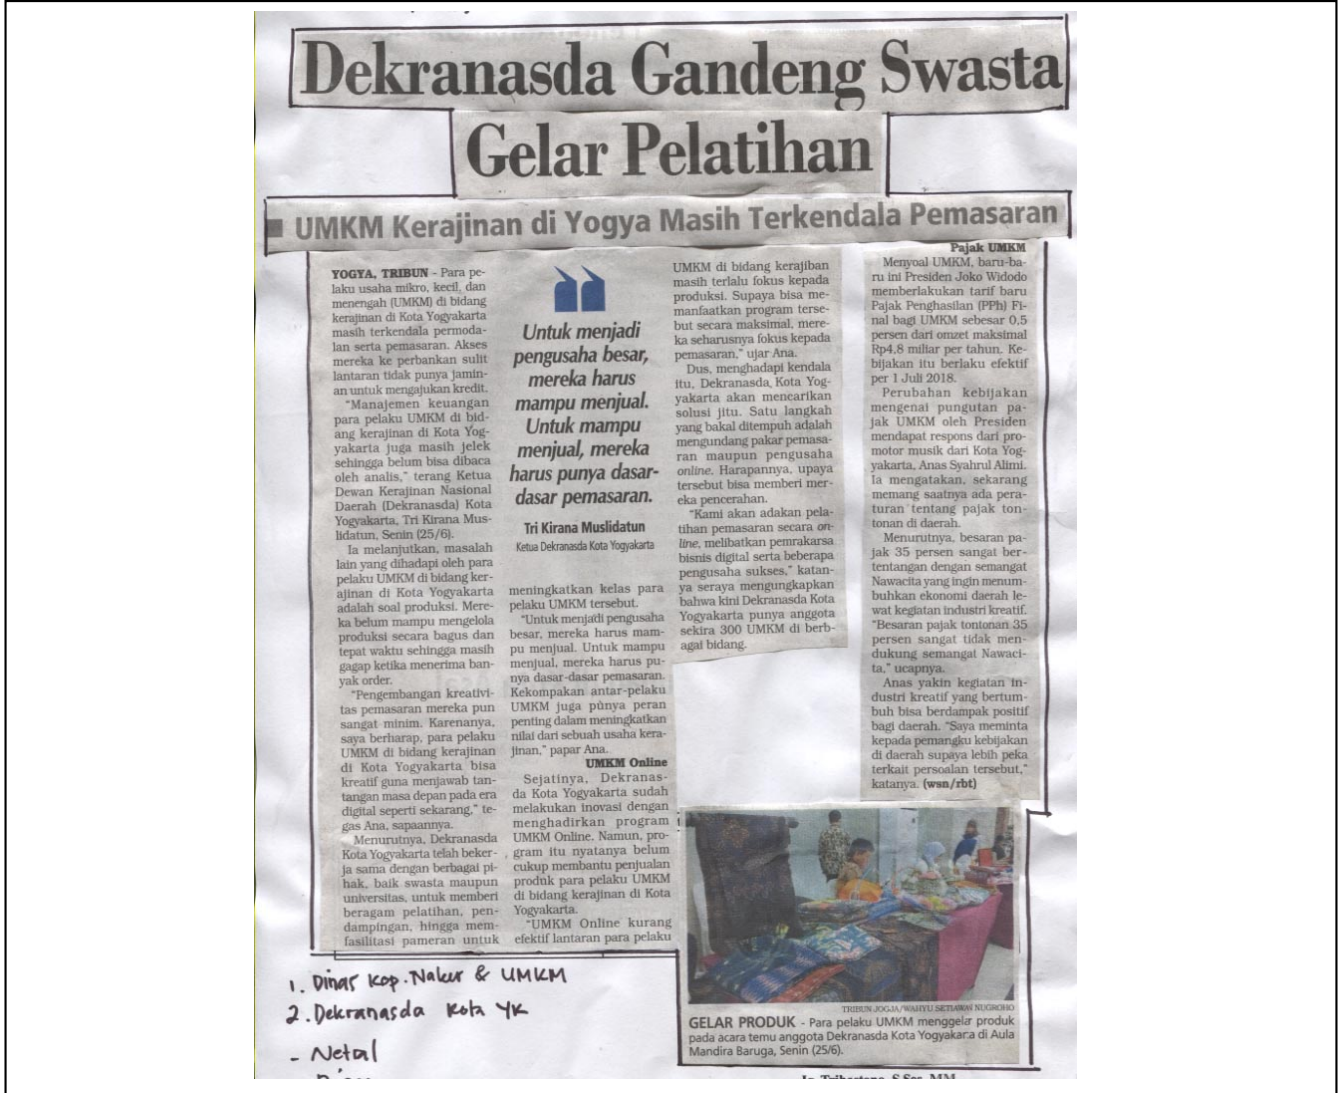 Dekranasda Gandeng Swasta
Gelar Pelatihan
■ UMKM Kerajinan di Yogya Masih Terkendala Pemasaran
YOGYA, TRIBUN - Para pe-
laku usaha mikro, kecil, dan
menengah (UMKM) di bidang
kerajinan di Kota Yogyakarta
masih terkendala permoda-
lan serta pemasaran. Akses
mereka ke perbankan sulit
lantaran tidak punya jamin-
an untuk mengajukan kredit.
"Manajemen keuangan
para pelaku UMKM di bid-
ang kerajinan di Kota Yog-
yakarta juga masih jelek
sehingga belum bisa dibaca
oleh analis," terang Ketua
Dewan Kerajinan Nasional
Daerah (Dekranasda) Kota
Yogyakarta, Tri Kirana Mus-
lidatun, Senin (25/6).
Ia melanjutkan, masalah
lain yang dihadapi oleh para
pelaku UMKM di bidang ker-
ajinan di Kota Yogyakarta
adalah soal produksi. Mere-
ka belum mampu mengelola
produksi secara bagus dan
tepat waktu sehingga masih
gagap ketika menerima ban-
yak order.
"Pengembangan kreativi-
tas pemasaran mereka pun
sangat minim. Karenanya,
saya berharap, para pelaku
UMKM di bidang kerajinan
di Kota Yogyakarta bisa
kreatif guna menjawab tan-
tangan masa depan pada era
digital seperti sekarang," te-
gas Ana, sapaannya.
Menurutnya, Dekranasda
Kota Yogyakarta telah beker-
ja sama dengan berbagai pi-
hak, baik swasta maupun
universitas, untuk memberi
beragam pelatihan, pen-
dampingan, hingga mem-
fasilitasi pameran untuk
Untuk menjadi
pengusaha besar,
mereka harus
mampu menjual.
Untuk mampu
menjual, mereka
harus punya dasar-
dasar pemasaran.
Tri Kirana Muslidatun
Ketua Dekranasda Kota Yogyakarta
meningkatkan kelas para
pelaku UMKM tersebut.
"Untuk menjadi pengusaha
besar, mereka harus mam-
pu menjual. Untuk mampu
menjual, mereka harus pu-
nya dasar-dasar pemasaran.
Kekompakan antar-pelaku
UMKM juga punya peran
penting dalam meningkatkan
nilai dari sebuah usaha kera-
jinan," papar Ana.
UMKM Online
Sejatinya, Dekranas-
da Kota Yogyakarta sudah
melakukan inovasi dengan
menghadirkan program
UMKM Online. Namun, pro-
gram itu nyatanya belum
cukup membantu penjualan
produk para pelaku UMKM
di bidang kerajinan di Kota
Yogyakarta.
"UMKM Online kurang
efektif lantaran para pelaku
UMKM di bidang kerajiban
masih terlalu fokus kepada
produksi. Supaya bisa me-
manfaatkan program terse-
but secara maksimal, mere-
ka seharusnya fokus kepada
pemasaran," ujar Ana.
Dus, menghadapi kendala
itu, Dekranasda Kota Yog-
yakarta akan mencarikan
solusi jitu. Satu langkah
yang bakal ditempuh adalah
mengundang pakar pemasa-
ran maupun pengusaha
online. Harapannya, upaya
tersebut bisa memberi mer-
eka pencerahan.
"Kami akan adakan pela-
tihan pemasaran secara on-
line, melibatkan pemrakarsa
bisnis digital serta beberapa
pengusaha sukses," katan-
ya seraya mengungkapkan
bahwa kini Dekranasda Kota
Yogyakarta punya anggota
sekira 300 UMKM di berb-
agai bidang.
Pajak UMKM
Menyoal UMKM, baru-ba-
ru ini Presiden Joko Widodo
memberlakukan tarif baru
Pajak Penghasilan (PPh) Fi-
nal bagi UMKM sebesar 0,5
persen dari omzet maksimal
Rp4,8 miliar per tahun. Ke-
bijakan itu berlaku efektif
per 1 Juli 2018.
Perubahan kebijakan
mengenai pungutan pa-
jak UMKM oleh Presiden
mendapat respons dari pro-
motor musik dari Kota Yog-
yakarta, Anas Syahrul Alimi.
Ia mengatakan, sekarang
memang saatnya ada pera-
turan tentang pajak ton-
tonan di daerah.
Menurutnya, besaran pa-
jak 35 persen sangat ber-
tentangan dengan semangat
Nawacita yang ingin menum-
buhkan ekonomi daerah le-
wat kegiatan industri kreatif.
"Besaran pajak tontonan 35
persen sangat tidak men-
dukung semangat Nawaci-
ta," ucapnya.
Anas yakin kegiatan in-
dustri kreatif yang bertum-
buh bisa berdampak positif
bagi daerah. "Saya meminta
kepada pemangku kebijakan
di daerah supaya lebih peka
terkait persoalan tersebut,"
katanya. (wsn/rbt)
TRIBUN JOGJA/WAHYU SETIAWAN NUGROHO
GELAR PRODUK - Para pelaku UMKM menggelar produk
pada acara temu anggota Dekranasda Kota Yogyakara di Aula
Mandira Baruga, Senin (25/6).
1. Dinas Kop. Naker & UMKM
2. Dekranasda Kota YK
- Netal